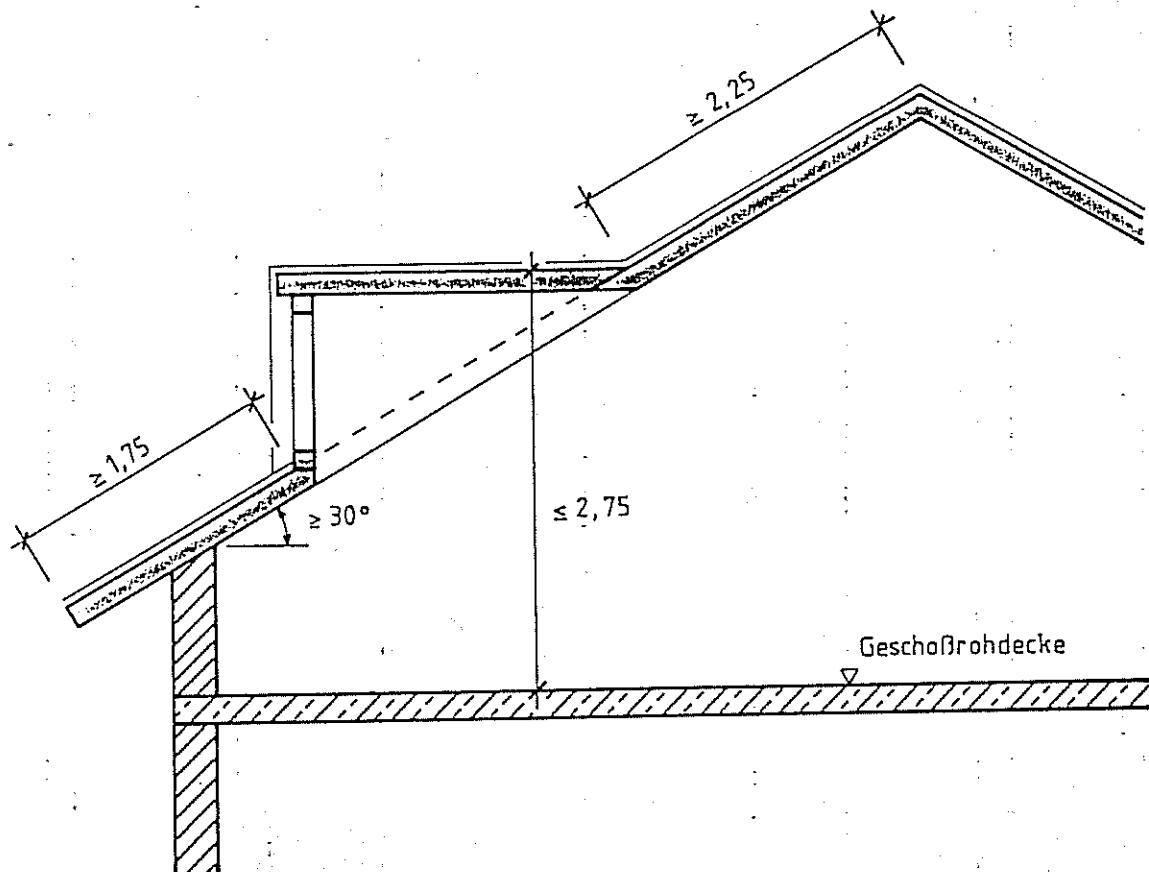 ≥ 2,25
≥ 1,75
≥ 30°
≤ 2,75
Geschoßrohdecke